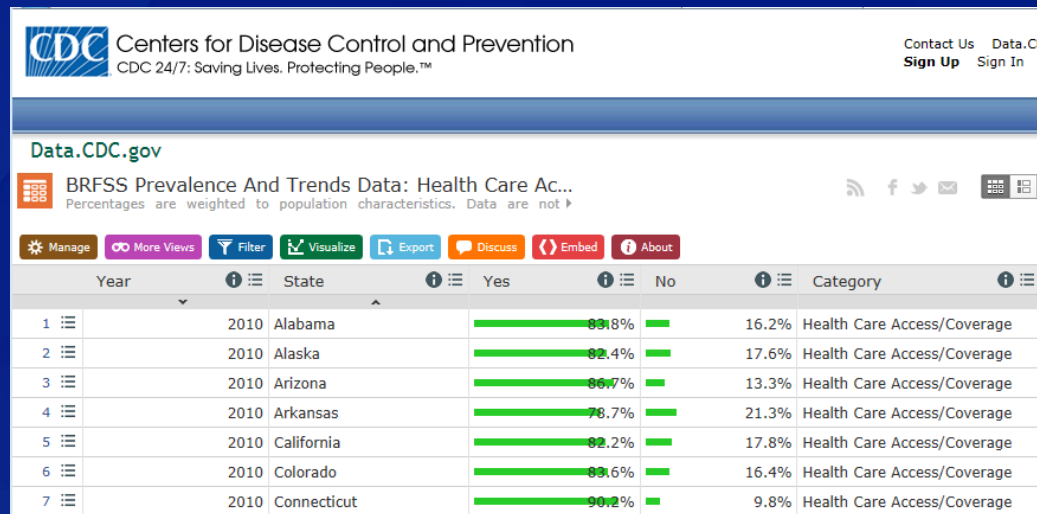 CDC Centers for Disease Control and Prevention
CDC 24/7: Saving Lives. Protecting People.™
Contact Us Data.C
Sign Up Sign In
Data.CDC.gov
BRFSS Prevalence And Trends Data: Health Care Ac...
Percentages are weighted to population characteristics. Data are not
Manage More Views Filter Visualize Export Discuss Embed About
Year State Yes No Category
1 2010 Alabama 83.8% 16.2% Health Care Access/Coverage
2 2010 Alaska 82.4% 17.6% Health Care Access/Coverage
3 2010 Arizona 86.7% 13.3% Health Care Access/Coverage
4 2010 Arkansas 78.7% 21.3% Health Care Access/Coverage
5 2010 California 82.2% 17.8% Health Care Access/Coverage
6 2010 Colorado 83.6% 16.4% Health Care Access/Coverage
7 2010 Connecticut 90.2% 9.8% Health Care Access/Coverage